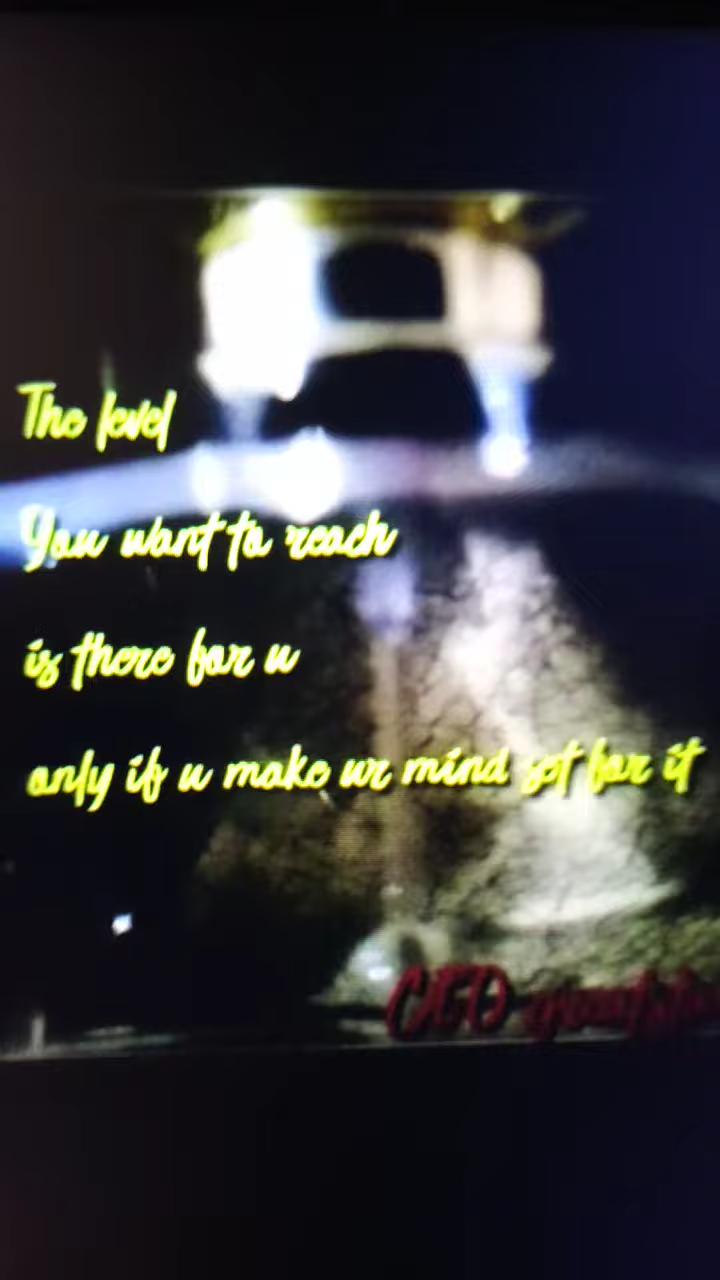 The level
You want to reach
is there for u
only if u make ur mind set for it